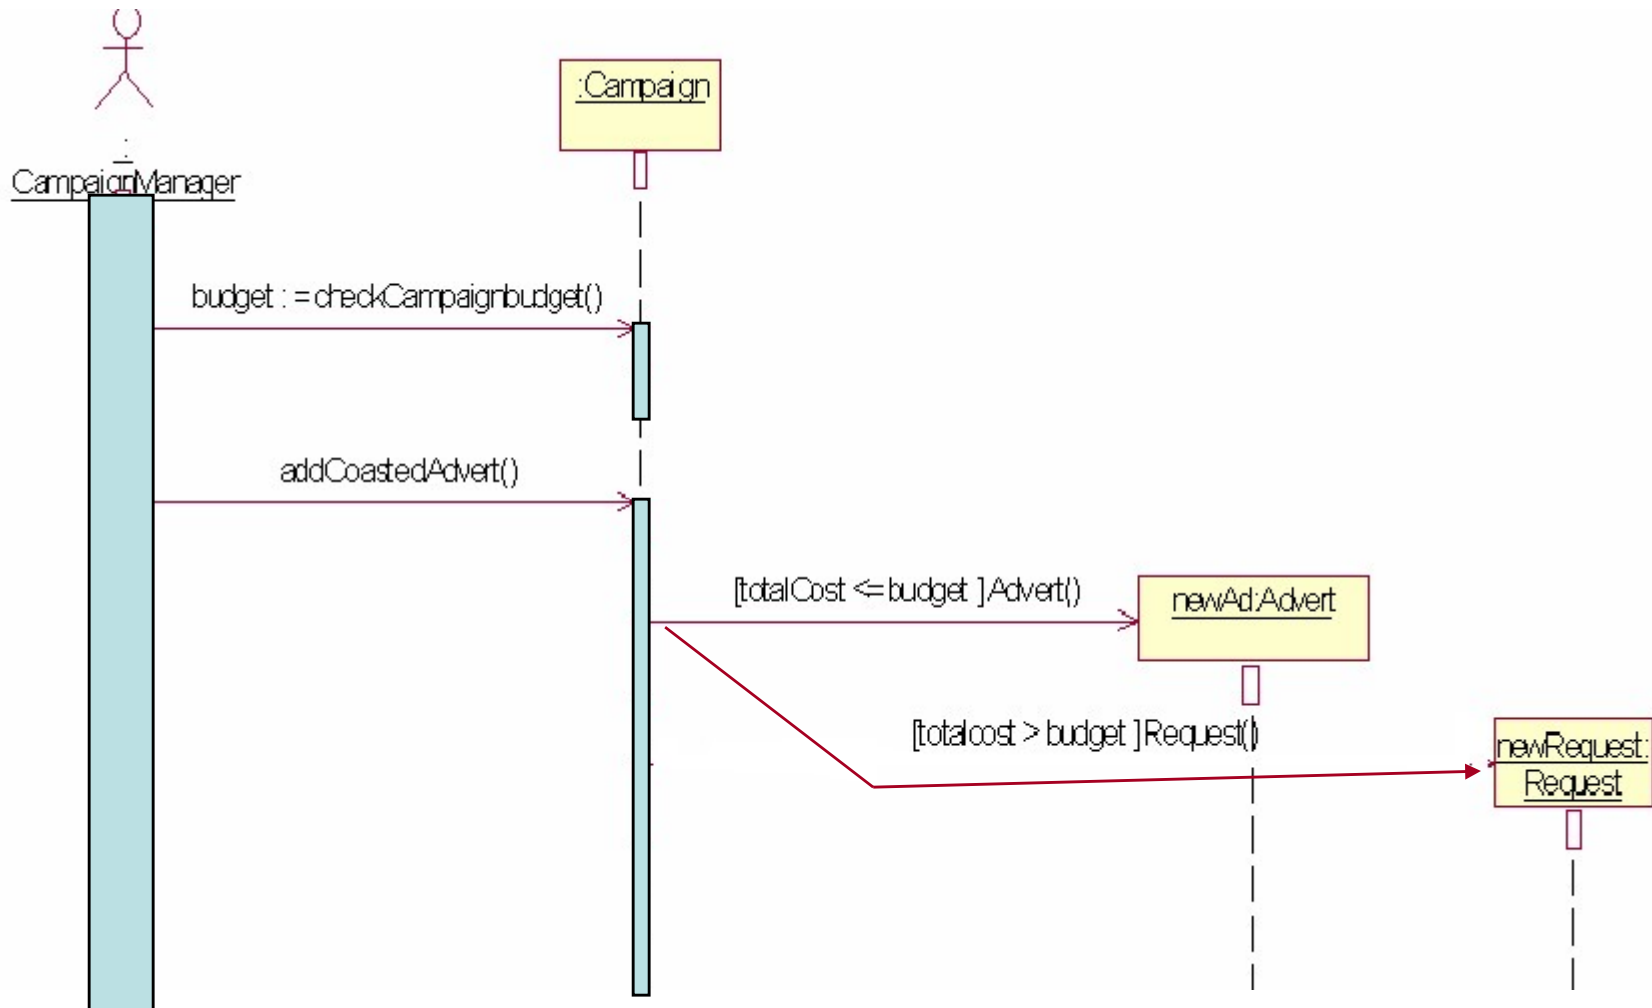 :Campaign
:
CampaignManager
budget : = checkCampaignbudget()
addCoastedAdvert()
[totalCost <= budget ] Advert()
newAd:Advert
[totalcost > budget ] Request()
newRequest:
Request